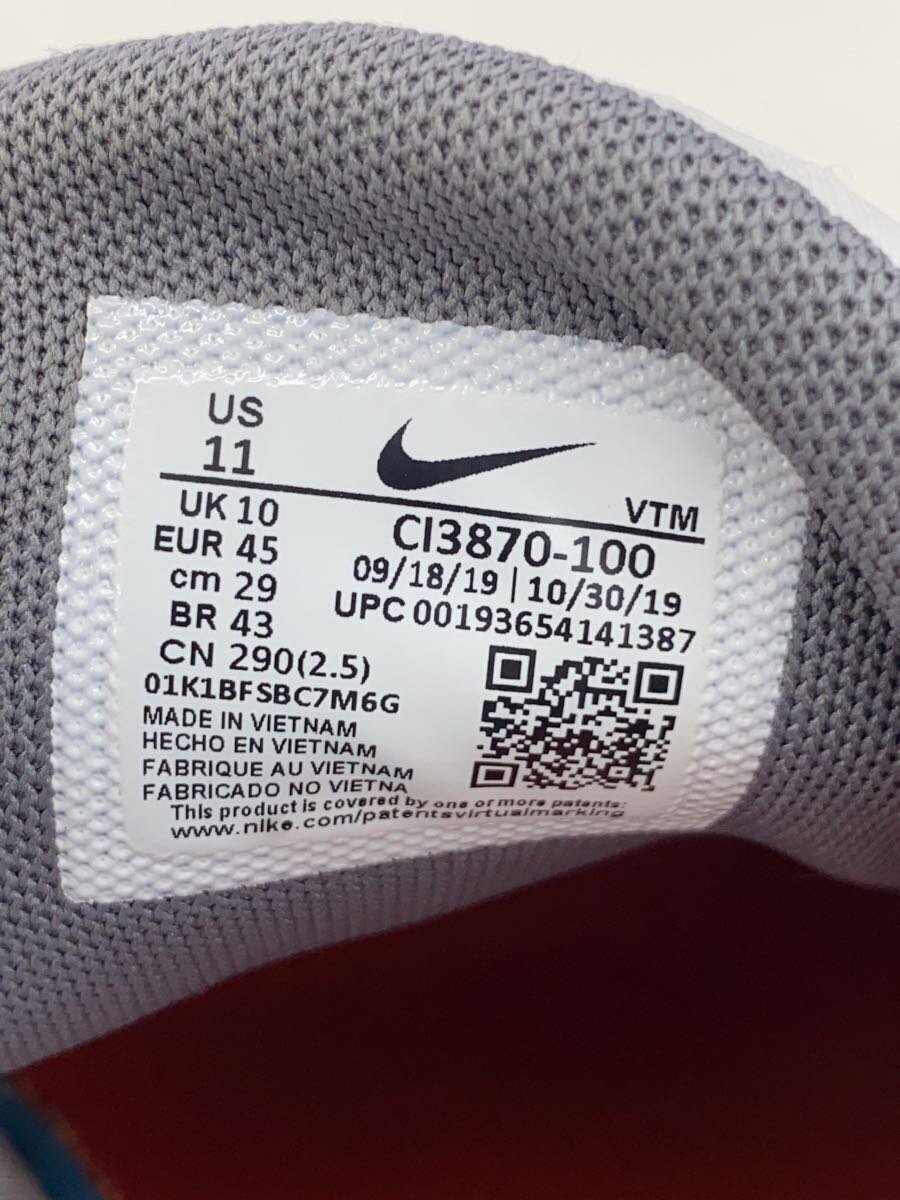 US
11
VTM
UK 10
EUR 45
cm 29
BR 43
CN 290(2.5)
CI3870-100
09/18/19 | 10/30/19
UPC 00193654141387
01K1BFSBC7M6G
MADE IN VIETNAM
HECHO EN VIETNAM
FABRIQUE AU VIETNAM
FABRICADO NO VIETNA
This product is covered by one or more patents:
www.nike.com/patentsvirtualmarking